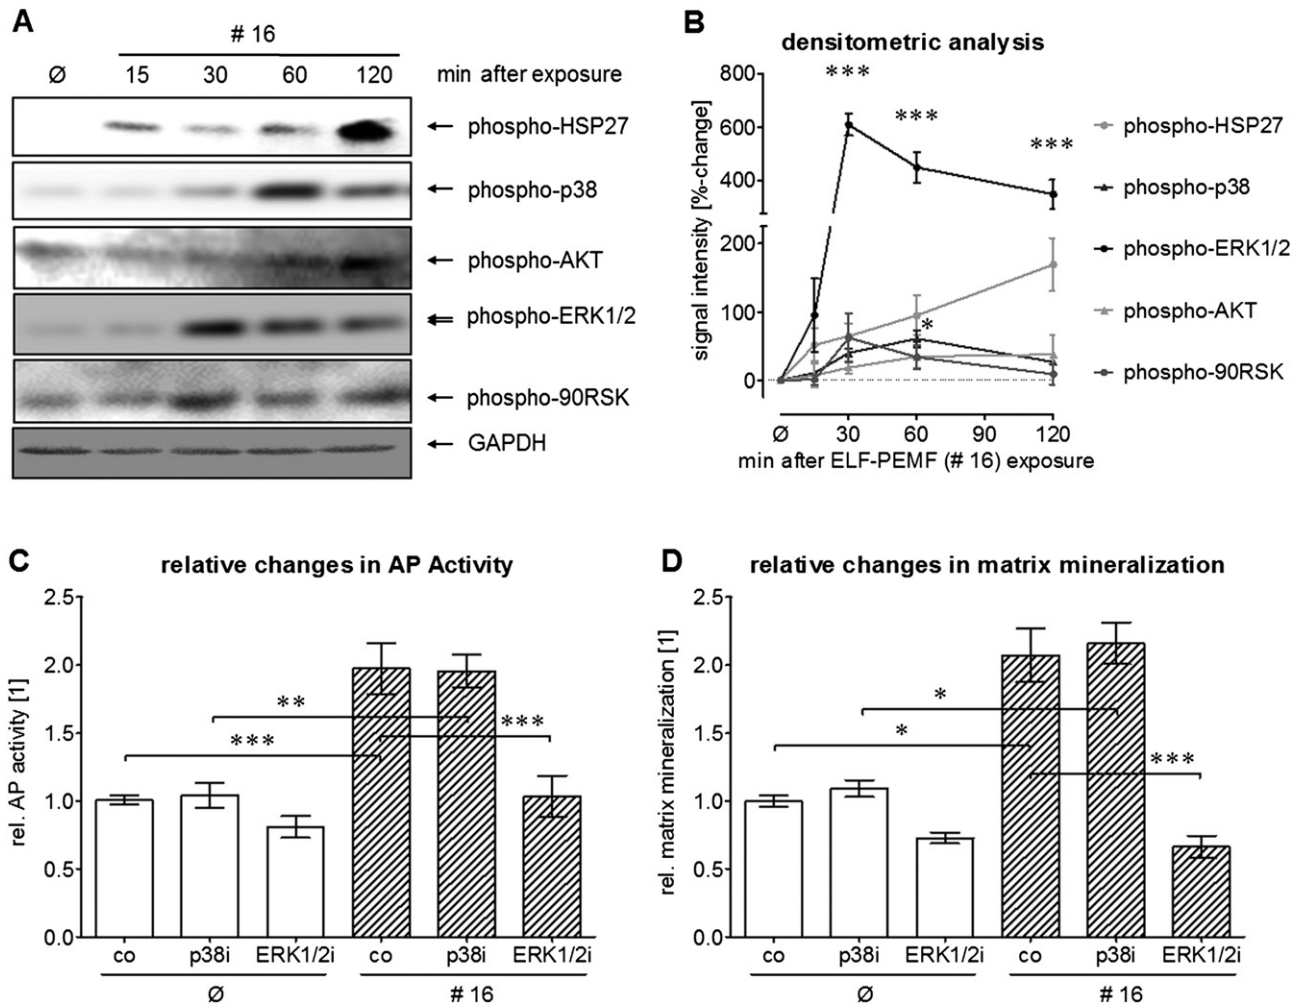 A
# 16
Ø 15 30 60 120 min after exposure
phospho-HSP27
phospho-p38
phospho-AKT
phospho-ERK1/2
phospho-90RSK
GAPDH
B
densitometric analysis
signal intensity [%-change]
800
600
400
200
100
0
***
***
***
*
Ø 30 60 90 120
min after ELF-PEMF (# 16) exposure
phospho-HSP27
phospho-p38
phospho-ERK1/2
phospho-AKT
phospho-90RSK
C
relative changes in AP Activity
rel. AP activity [1]
2.5
2.0
1.5
1.0
0.5
0.0
**
***
***
co p38i ERK1/2i co p38i ERK1/2i
Ø # 16
D
relative changes in matrix mineralization
rel. matrix mineralization [1]
2.5
2.0
1.5
1.0
0.5
0.0
*
*
***
co p38i ERK1/2i co p38i ERK1/2i
Ø # 16